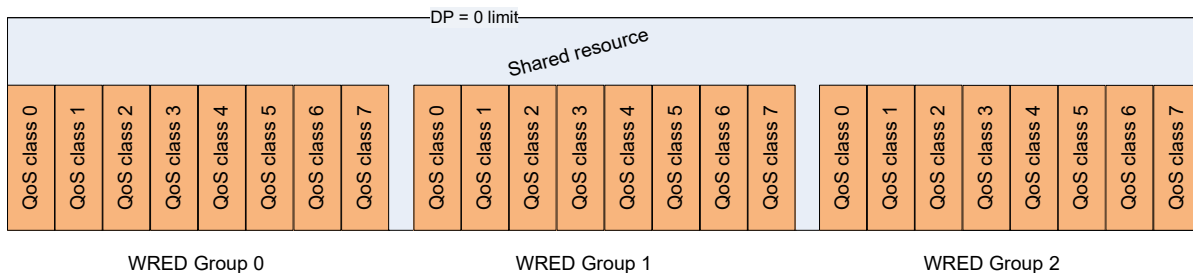 DP = 0 limit
Shared resource
QoS class 0
QoS class 1
QoS class 2
QoS class 3
QoS class 4
QoS class 5
QoS class 6
QoS class 7
QoS class 0
QoS class 1
QoS class 2
QoS class 3
QoS class 4
QoS class 5
QoS class 6
QoS class 7
QoS class 0
QoS class 1
QoS class 2
QoS class 3
QoS class 4
QoS class 5
QoS class 6
QoS class 7
WRED Group 0
WRED Group 1
WRED Group 2